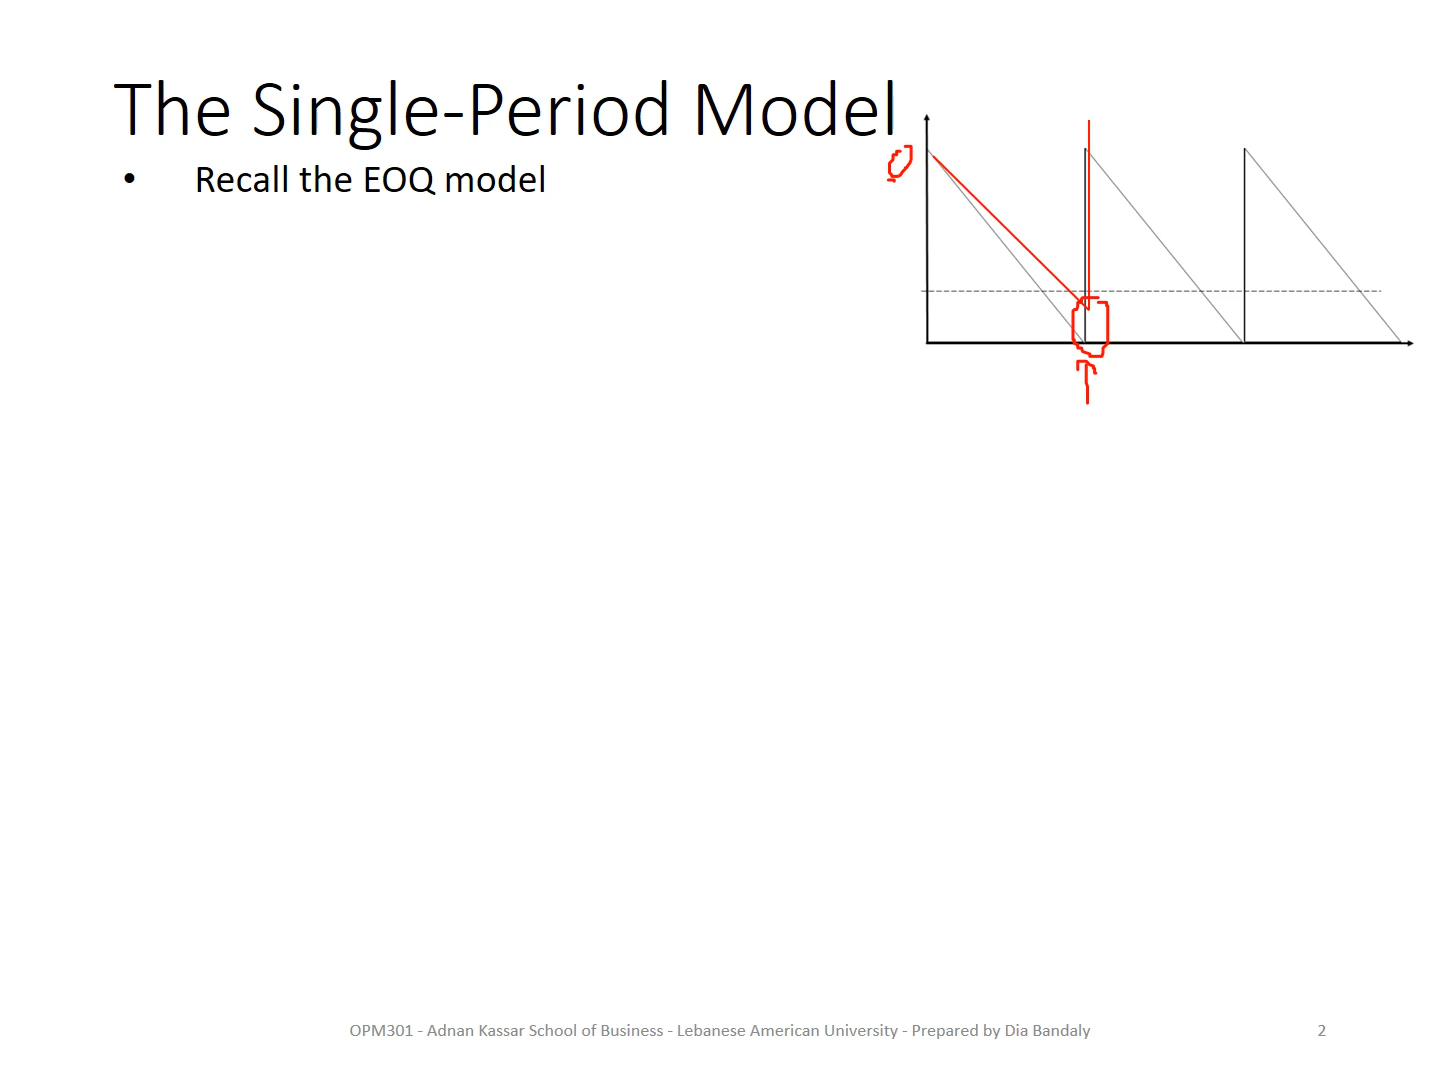 The Single-Period Model
• Recall the EOQ model
OPM301 - Adnan Kassar School of Business - Lebanese American University - Prepared by Dia Bandaly
2